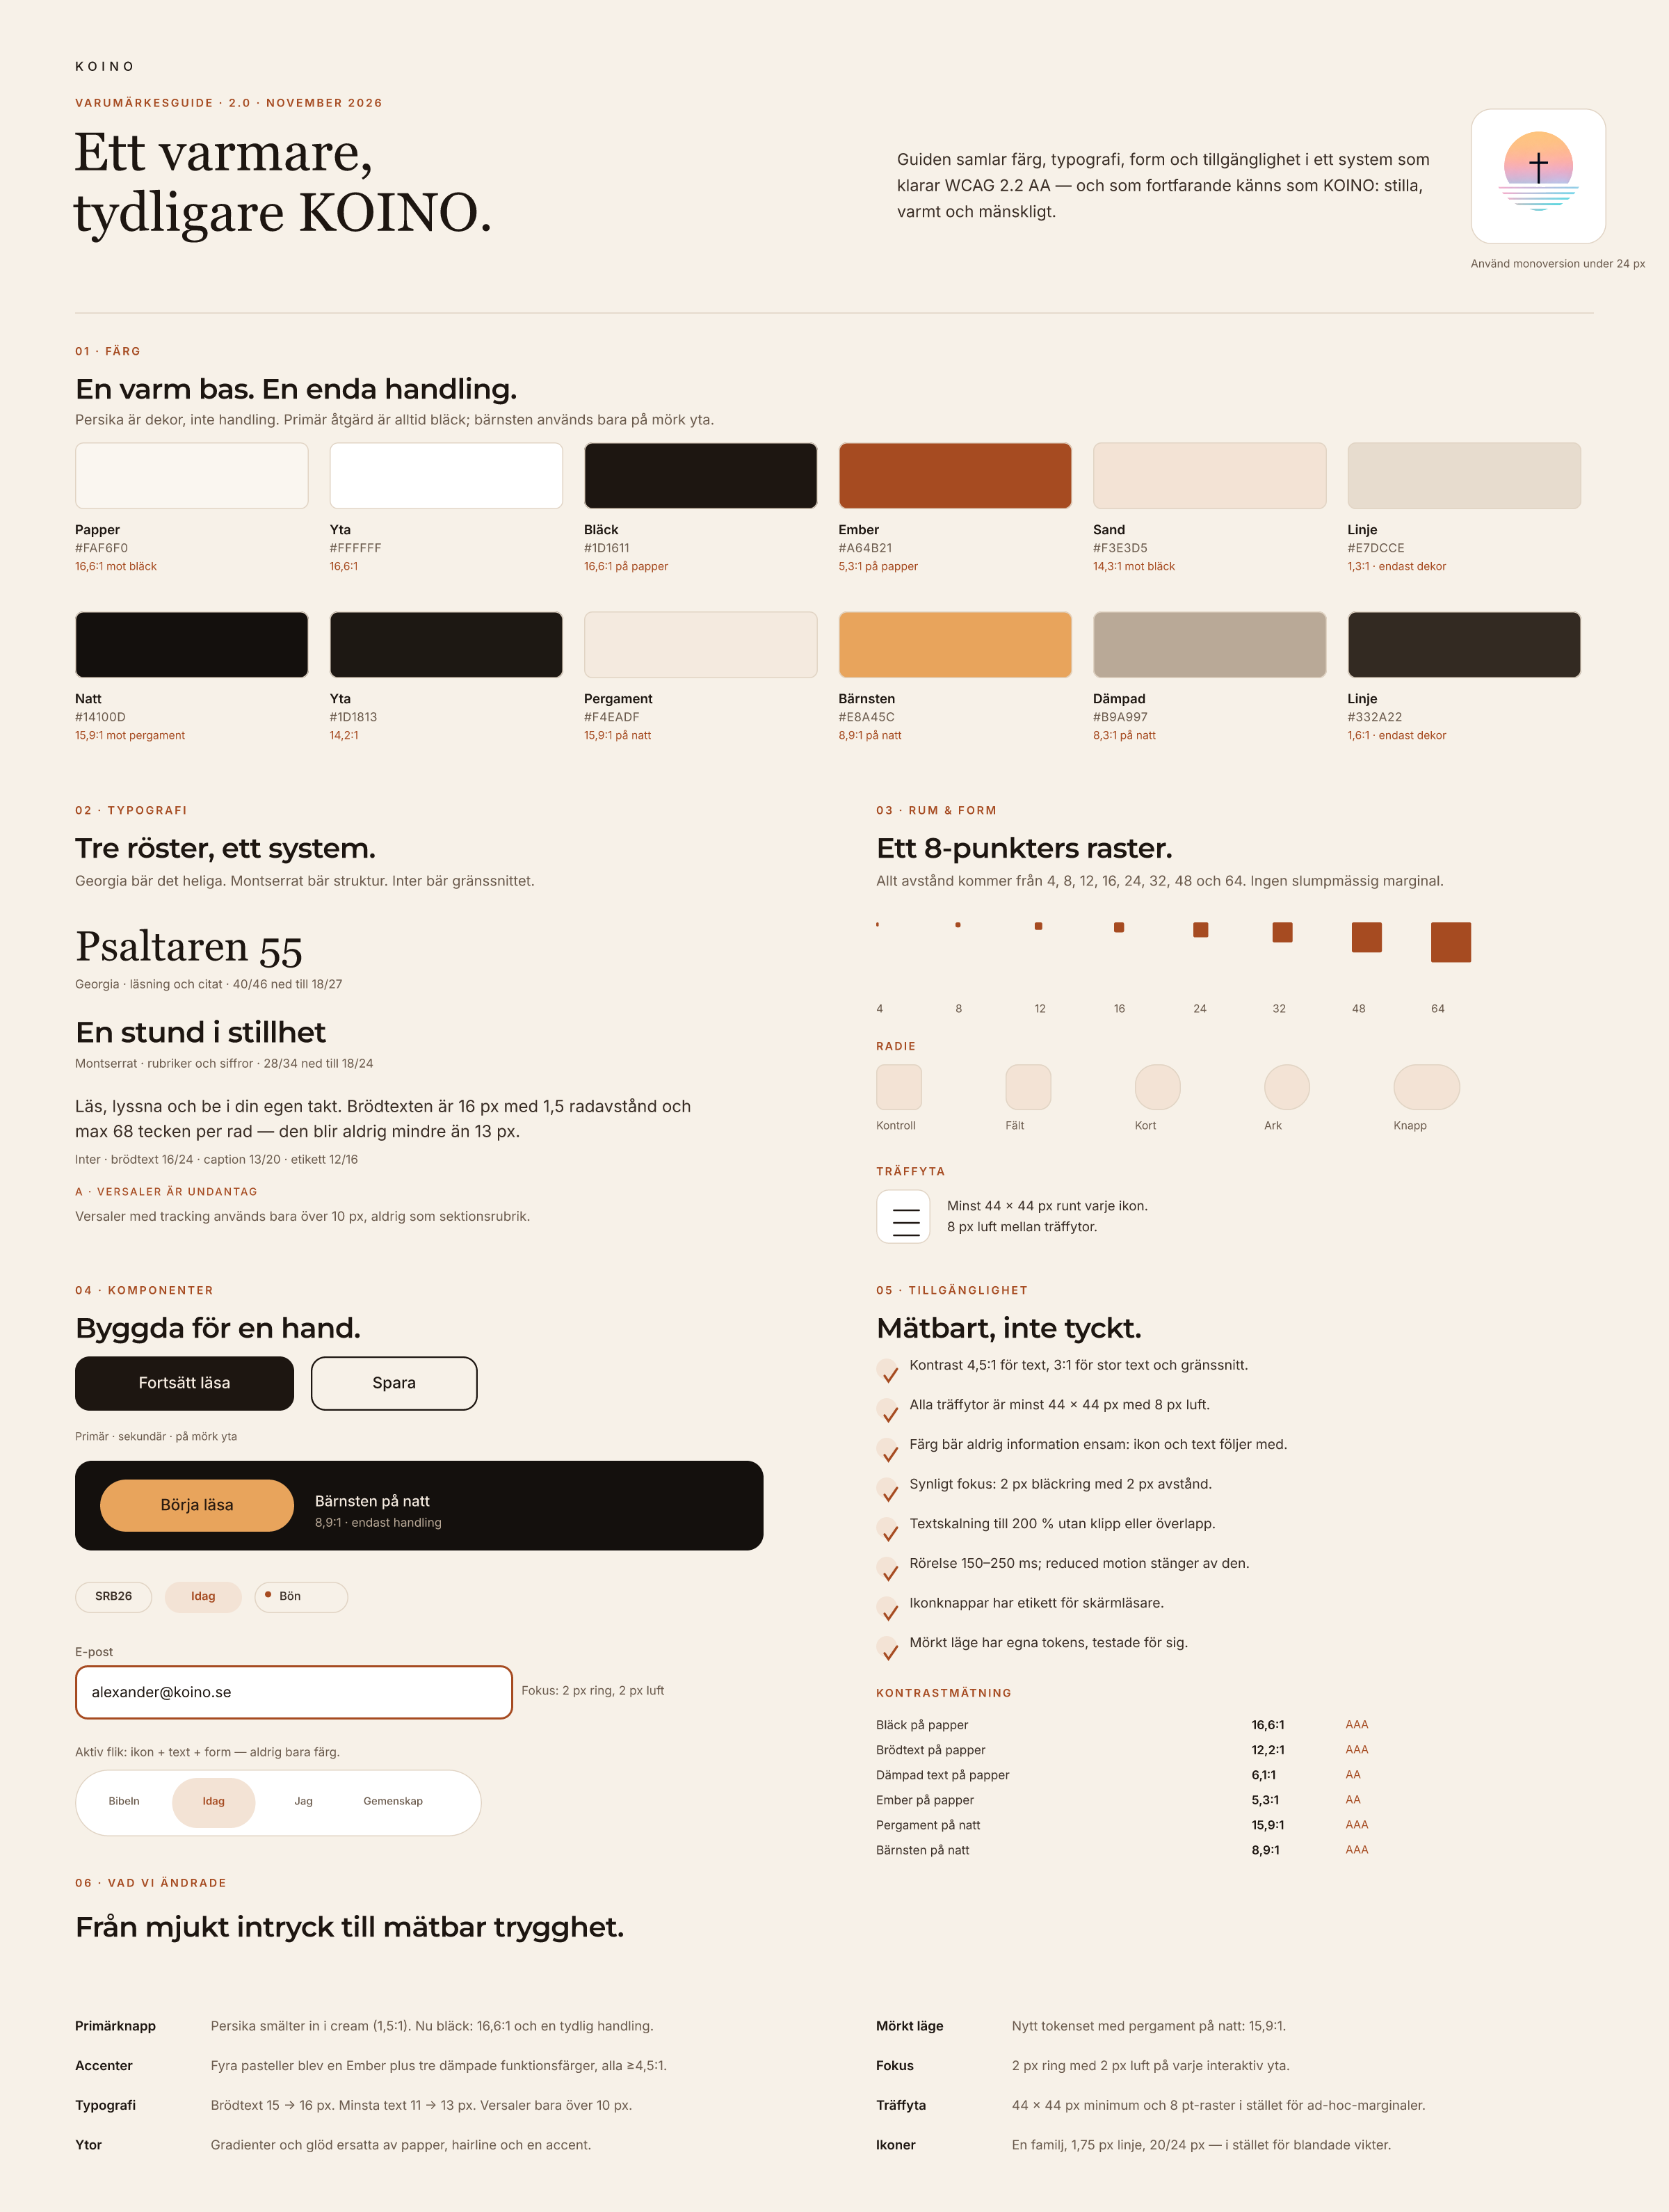 KOINO
VARUMÄRKESGUIDE · 2.0 · NOVEMBER 2026
Ett varmare,
tydligare KOINO.
Guiden samlar färg, typografi, form och tillgänglighet i ett system som
klarar WCAG 2.2 AA — och som fortfarande känns som KOINO: stilla,
varmt och mänskligt.
Använd monoversion under 24 px
01 · FÄRG
En varm bas. En enda handling.
Persika är dekor, inte handling. Primär åtgärd är alltid bläck; bärnsten används bara på mörk yta.
Papper
#FAF6F0
16,6:1 mot bläck
Yta
#FFFFFF
16,6:1
Bläck
#1D1611
16,6:1 på papper
Ember
#A64B21
5,3:1 på papper
Sand
#F3E3D5
14,3:1 mot bläck
Linje
#E7DCCE
1,3:1 · endast dekor
Natt
#14100D
15,9:1 mot pergament
Yta
#1D1813
14,2:1
Pergament
#F4EADF
15,9:1 på natt
Bärnsten
#E8A45C
8,9:1 på natt
Dämpad
#B9A997
8,3:1 på natt
Linje
#332A22
1,6:1 · endast dekor
02 · TYPOGRAFI
Tre röster, ett system.
Georgia bär det heliga. Montserrat bär struktur. Inter bär gränssnittet.
Psaltaren 55
Georgia · läsning och citat · 40/46 ned till 18/27
En stund i stillhet
Montserrat · rubriker och siffror · 28/34 ned till 18/24
Läs, lyssna och be i din egen takt. Brödtexten är 16 px med 1,5 radavstånd och
max 68 tecken per rad — den blir aldrig mindre än 13 px.
Inter · brödtext 16/24 · caption 13/20 · etikett 12/16
A · VERSALER ÄR UNDANTAG
Versaler med tracking används bara över 10 px, aldrig som sektionsrubrik.
03 · RUM & FORM
Ett 8-punkters raster.
Allt avstånd kommer från 4, 8, 12, 16, 24, 32, 48 och 64. Ingen slumpmässig marginal.
4 8 12 16 24 32 48 64
RADIE
Kontroll Fält Kort Ark Knapp
TRÄFFYTA
Minst 44 × 44 px runt varje ikon.
8 px luft mellan träffytor.
04 · KOMPONENTER
Byggda för en hand.
Fortsätt läsa Spara
Primär · sekundär · på mörk yta
Börja läsa
Bärnsten på natt
8,9:1 · endast handling
SRB26 Idag Bön
E-post
alexander@koino.se
Fokus: 2 px ring, 2 px luft
Aktiv flik: ikon + text + form — aldrig bara färg.
Bibeln Idag Jag Gemenskap
05 · TILLGÄNGLIGHET
Mätbart, inte tyckt.
Kontrast 4,5:1 för text, 3:1 för stor text och gränssnitt.
Alla träffytor är minst 44 × 44 px med 8 px luft.
Färg bär aldrig information ensam: ikon och text följer med.
Synligt fokus: 2 px bläckring med 2 px avstånd.
Textskalning till 200 % utan klipp eller överlapp.
Rörelse 150–250 ms; reduced motion stänger av den.
Ikonknappar har etikett för skärmläsare.
Mörkt läge har egna tokens, testade för sig.
KONTRASTMÄTNING
Bläck på papper 16,6:1 AAA
Brödtext på papper 12,2:1 AAA
Dämpad text på papper 6,1:1 AA
Ember på papper 5,3:1 AA
Pergament på natt 15,9:1 AAA
Bärnsten på natt 8,9:1 AAA
06 · VAD VI ÄNDRADE
Från mjukt intryck till mätbar trygghet.
Primärknapp Persika smälter in i cream (1,5:1). Nu bläck: 16,6:1 och en tydlig handling.
Accenter Fyra pasteller blev en Ember plus tre dämpade funktionsfärger, alla ≥4,5:1.
Typografi Brödtext 15 → 16 px. Minsta text 11 → 13 px. Versaler bara över 10 px.
Ytor Gradienter och glöd ersatta av papper, hairline och en accent.
Mörkt läge Nytt tokenset med pergament på natt: 15,9:1.
Fokus 2 px ring med 2 px luft på varje interaktiv yta.
Träffyta 44 × 44 px minimum och 8 pt-raster i stället för ad-hoc-marginaler.
Ikoner En familj, 1,75 px linje, 20/24 px — i stället för blandade vikter.